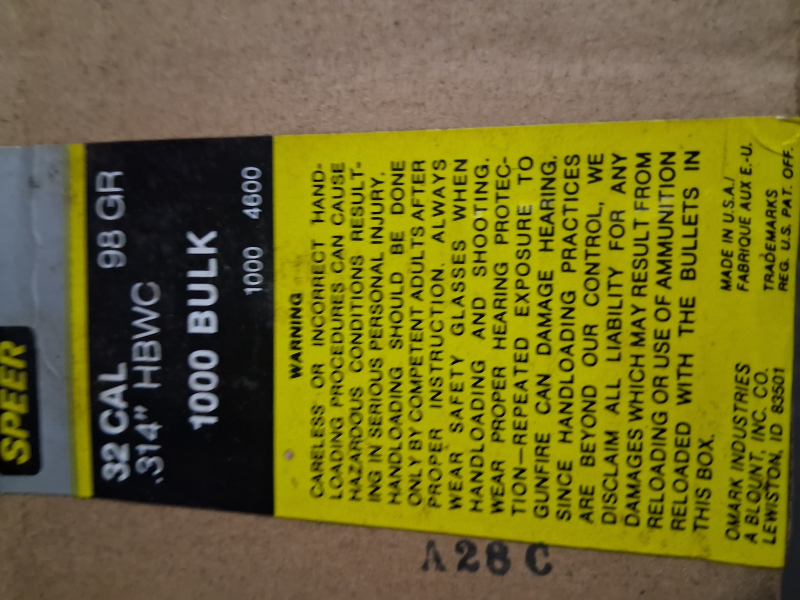 SPEER
32 CAL 98 GR
.314" HBWC
1000 BULK
1000 4600
WARNING
CARELESS OR INCORRECT HAND-
LOADING PROCEDURES CAN CAUSE
HAZARDOUS CONDITIONS RESULT-
ING IN SERIOUS PERSONAL INJURY.
HANDLOADING SHOULD BE DONE
ONLY BY COMPETENT ADULTS AFTER
PROPER INSTRUCTION. ALWAYS
WEAR SAFETY GLASSES WHEN
HANDLOADING AND SHOOTING.
WEAR PROPER HEARING PROTEC-
TION—REPEATED EXPOSURE TO
GUNFIRE CAN DAMAGE HEARING.
SINCE HANDLOADING PRACTICES
ARE BEYOND OUR CONTROL, WE
DISCLAIM ALL LIABILITY FOR ANY
DAMAGES WHICH MAY RESULT FROM
RELOADING OR USE OF AMMUNITION
RELOADED WITH THE BULLETS IN
THIS BOX.
OMARK INDUSTRIES
A BLOUNT, INC. CO.
LEWISTON, ID 83501
MADE IN U.S.A./
FABRIQUE AUX E.-U.
TRADEMARKS
REG. U.S. PAT. OFF.
A28C